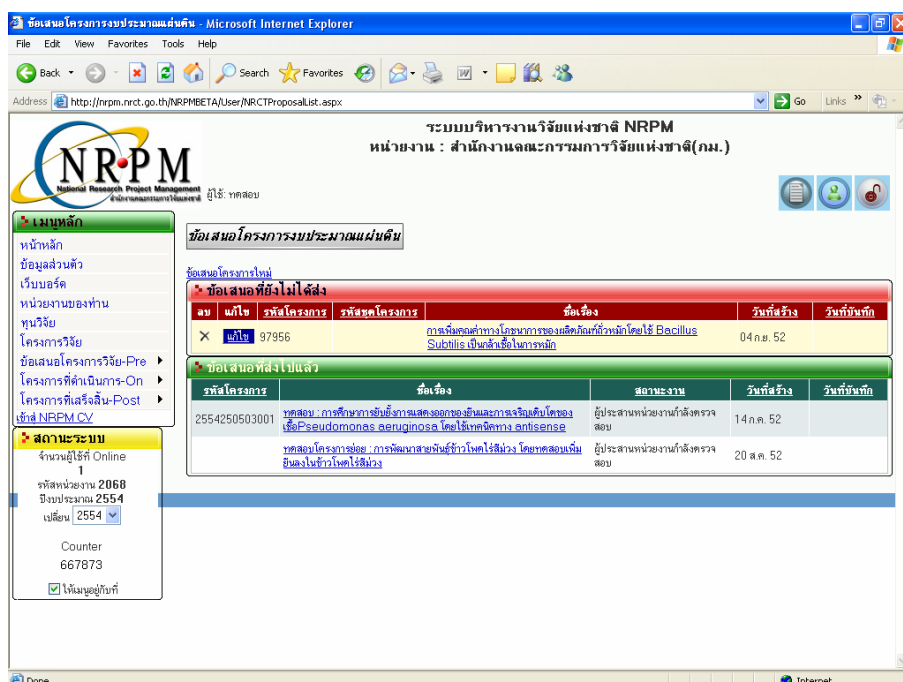 ข้อเสนอโครงการงบประมาณแผ่นดิน - Microsoft Internet Explorer
File Edit View Favorites Tools Help
Back Search Favorites
Address http://nrpm.nrct.go.th/NRPMBETA/User/NRCTProposalList.aspx Go Links »
ระบบบริหารงานวิจัยแห่งชาติ NRPM
หน่วยงาน : สำนักงานคณะกรรมการวิจัยแห่งชาติ(ภม.)
NRPM
National Research Project Management
สำนักงานคณะกรรมการวิจัยแห่งชาติ
ผู้ใช้: ทดสอบ
เมนูหลัก
หน้าหลัก
ข้อมูลส่วนตัว
เว็บบอร์ด
หน่วยงานของท่าน
ทุนวิจัย
โครงการวิจัย
ข้อเสนอโครงการวิจัย-Pre
โครงการที่ดำเนินการ-On
โครงการที่เสร็จสิ้น-Post
เข้าสู่ NRPM CV
สถานะระบบ
จำนวนผู้ใช้ที่ Online
1
รหัสหน่วยงาน 2068
ปีงบประมาณ 2554
เปลี่ยน 2554
Counter
667873
ให้เมนูอยู่กับที่
ข้อเสนอโครงการงบประมาณแผ่นดิน
ข้อเสนอโครงการใหม่
ข้อเสนอที่ยังไม่ได้ส่ง
ลบ แก้ไข รหัสโครงการ รหัสชุดโครงการ ชื่อเรื่อง วันที่สร้าง วันที่บันทึก
แก้ไข 97956 การเพิ่มคุณค่าทางโภชนาการของผลิตภัณฑ์ถั่วหมักโดยใช้ Bacillus 04 ก.ย. 52
Subtilis เป็นกล้าเชื้อในการหมัก
ข้อเสนอที่ส่งไปแล้ว
รหัสโครงการ ชื่อเรื่อง สถานะงาน วันที่สร้าง วันที่บันทึก
2554250503001 ทดสอบ : การศึกษาการยับยั้งการแสดงออกของยีนและการเจริญเติบโตของ ผู้ประสานหน่วยงานกำลังตรวจ 14 ก.ค. 52
เชื้อPseudomonas aeruginosa โดยใช้เทคนิคทาง antisense สอบ
ทดสอบโครงการย่อย : การพัฒนาสายพันธุ์ข้าวโพดไร่สีม่วง โดยทดสอบเพิ่ม ผู้ประสานหน่วยงานกำลังตรวจ 20 ส.ค. 52
ยีนลงในข้าวโพดไร่สีม่วง สอบ
Done Internet